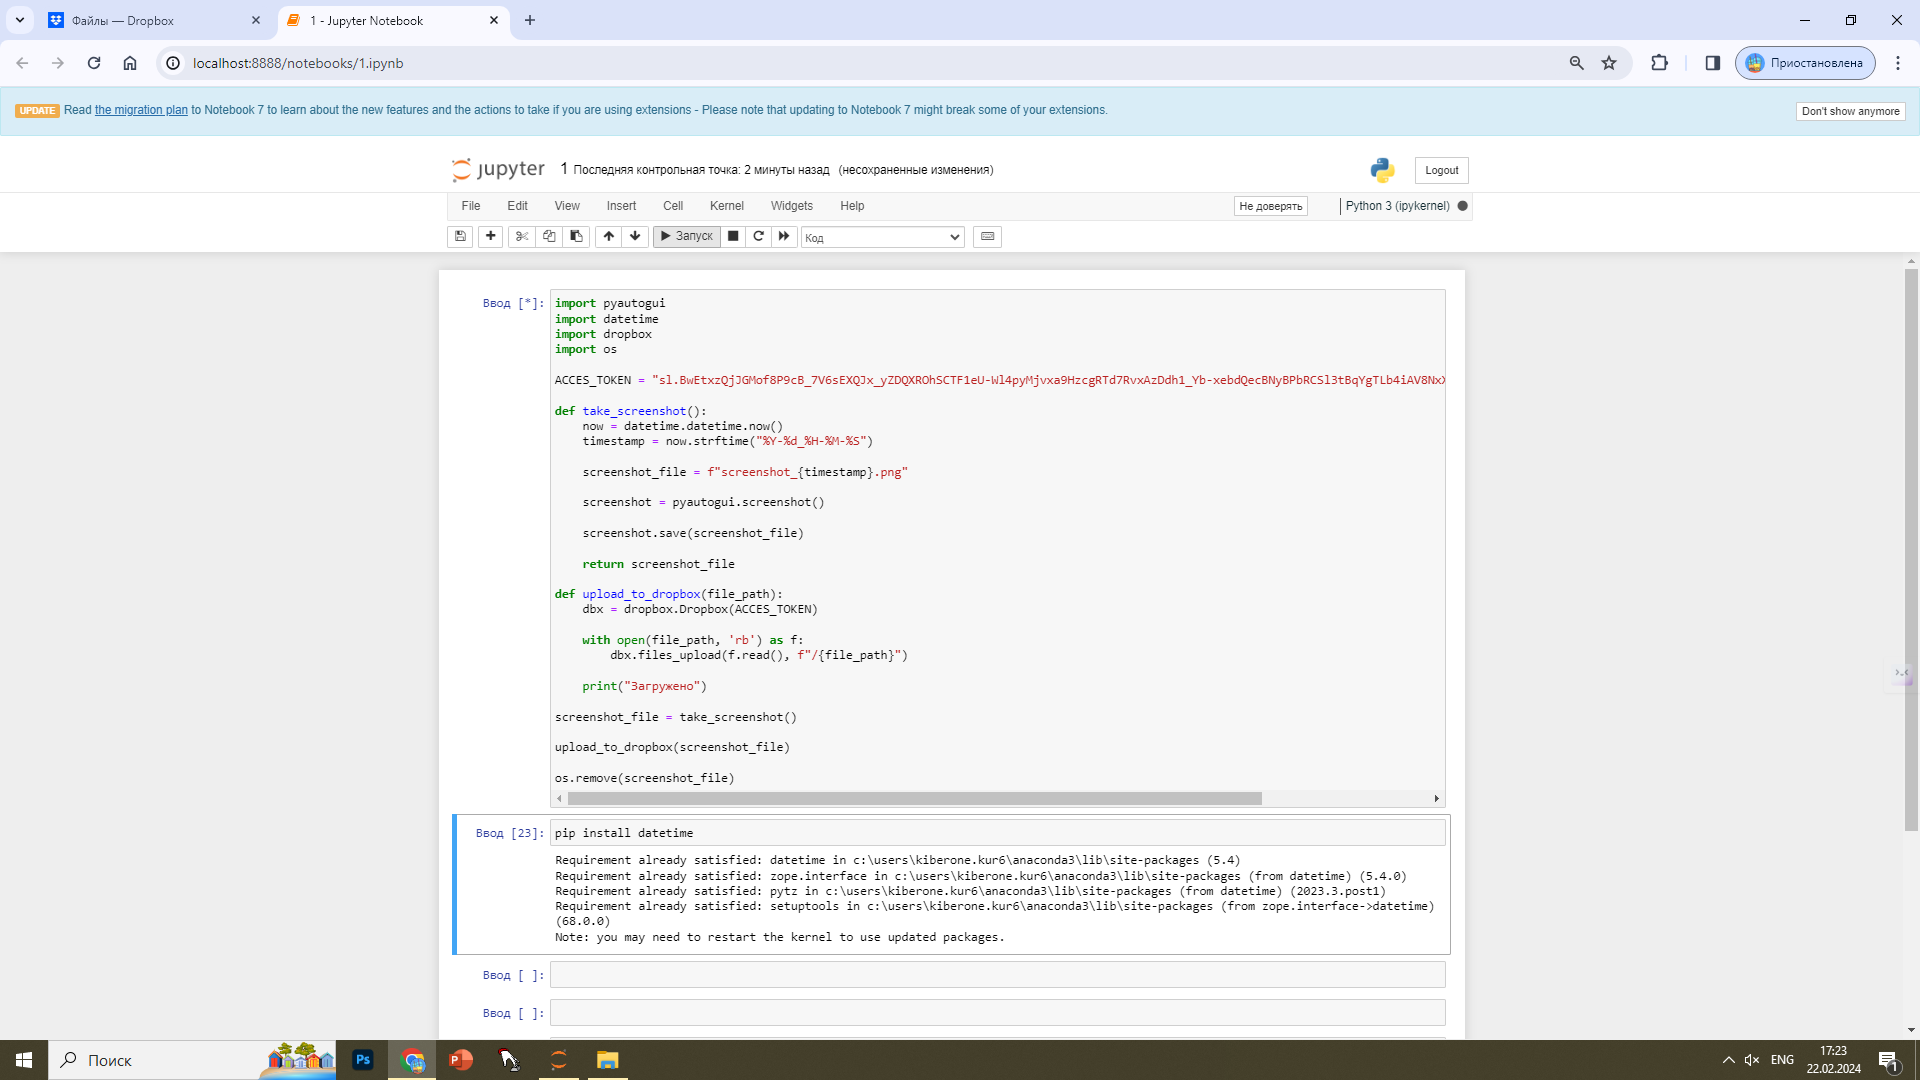 Файлы — Dropbox
1 - Jupyter Notebook
localhost:8888/notebooks/1.ipynb
Приостановлена
UPDATE Read the migration plan to Notebook 7 to learn about the new features and the actions to take if you are using extensions - Please note that updating to Notebook 7 might break some of your extensions.
Don't show anymore
jupyter 1 Последняя контрольная точка: 2 минуты назад (несохраненные изменения)
Logout
File Edit View Insert Cell Kernel Widgets Help
Не доверять
Python 3 (ipykernel)
Запуск
Код
Ввод [*]:
import pyautogui
import datetime
import dropbox
import os
ACCES_TOKEN = "sl.BwEtxzQjJGMof8P9cB_7V6sEXQJx_yZDQXROhSCTF1eU-Wl4pyMjvxa9HzcgRTd7RvxAzDdh1_Yb-xebdQecBNyBPbRCSl3tBqYgTLb4iAV8NxX
def take_screenshot():
    now = datetime.datetime.now()
    timestamp = now.strftime("%Y-%d_%H-%M-%S")
    screenshot_file = f"screenshot_{timestamp}.png"
    screenshot = pyautogui.screenshot()
    screenshot.save(screenshot_file)
    return screenshot_file
def upload_to_dropbox(file_path):
    dbx = dropbox.Dropbox(ACCES_TOKEN)
    with open(file_path, 'rb') as f:
        dbx.files_upload(f.read(), f"/{file_path}")
    print("Загружено")
screenshot_file = take_screenshot()
upload_to_dropbox(screenshot_file)
os.remove(screenshot_file)
Ввод [23]:
pip install datetime
Requirement already satisfied: datetime in c:\users\kiberone.kur6\anaconda3\lib\site-packages (5.4)
Requirement already satisfied: zope.interface in c:\users\kiberone.kur6\anaconda3\lib\site-packages (from datetime) (5.4.0)
Requirement already satisfied: pytz in c:\users\kiberone.kur6\anaconda3\lib\site-packages (from datetime) (2023.3.post1)
Requirement already satisfied: setuptools in c:\users\kiberone.kur6\anaconda3\lib\site-packages (from zope.interface->datetime)
(68.0.0)
Note: you may need to restart the kernel to use updated packages.
Ввод [ ]:
Ввод [ ]:
Поиск
Ps
P
ENG
17:23
22.02.2024
1